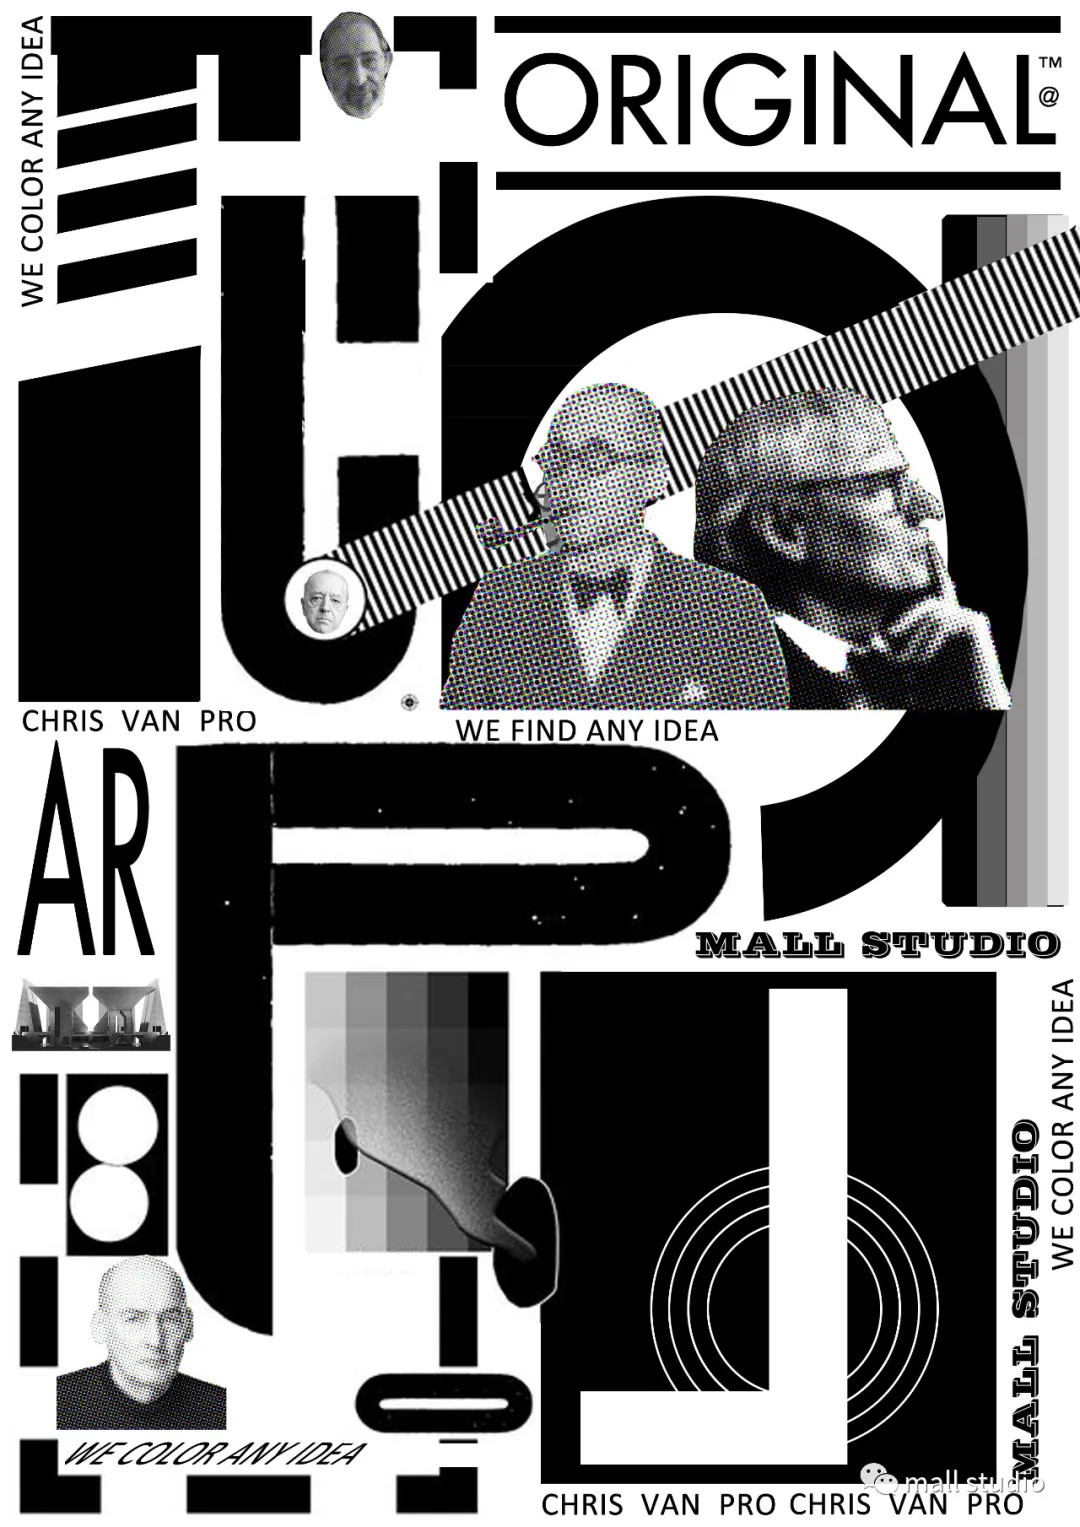 WE COLOR ANY IDEA
ORIGINAL
TM
@
CHRIS VAN PRO
WE FIND ANY IDEA
AR
MALL STUDIO
WE COLOR ANY IDEA
MALL STUDIO
WE COLOR ANY IDEA
mall studio
CHRIS VAN PRO CHRIS VAN PRO